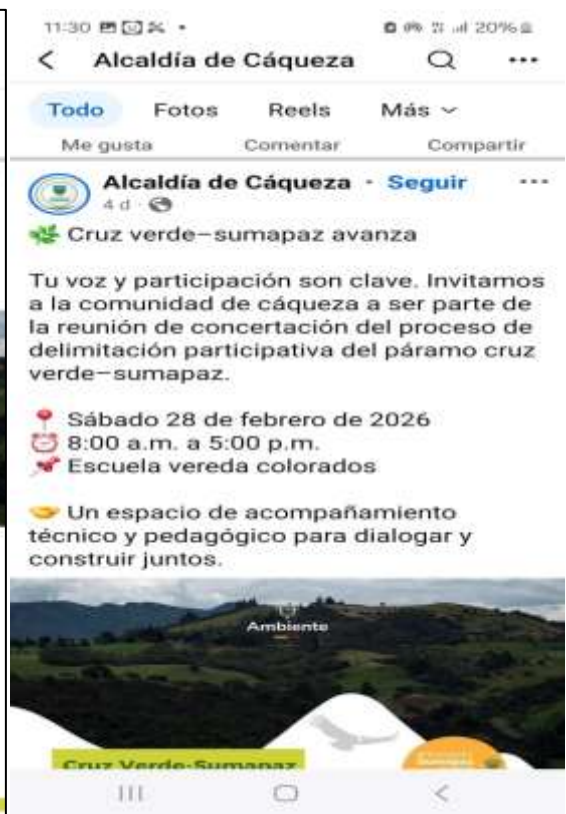 11:30
20%
Alcaldía de Cáqueza
Todo Fotos Reels Más
Me gusta Comentar Compartir
Alcaldía de Cáqueza · Seguir
4 d
Cruz verde–sumapaz avanza
Tu voz y participación son clave. Invitamos
a la comunidad de cáqueza a ser parte de
la reunión de concertación del proceso de
delimitación participativa del páramo cruz
verde–sumapaz.
Sábado 28 de febrero de 2026
8:00 a.m. a 5:00 p.m.
Escuela vereda colorados
Un espacio de acompañamiento
técnico y pedagógico para dialogar y
construir juntos.
Ambiente
Cruz Verde-Sumapaz